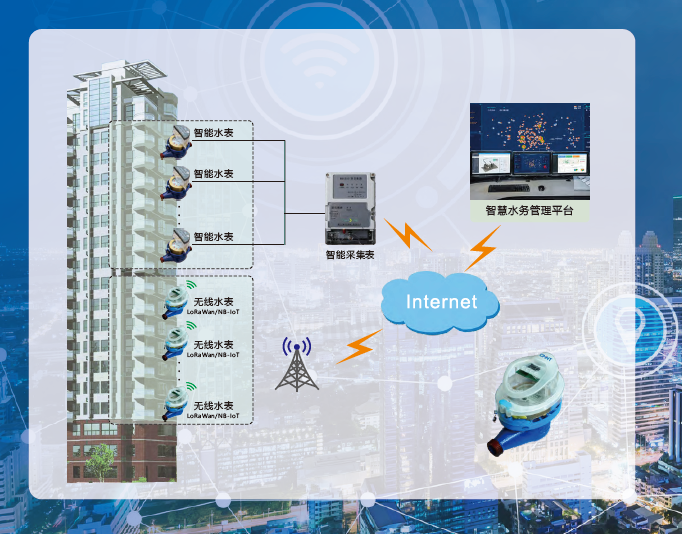 智能水表
智能水表
智能水表
智能采集表
智慧水务管理平台
Internet
无线水表
LoRaWan/NB-IoT
无线水表
LoRaWan/NB-IoT
无线水表
LoRaWan/NB-IoT